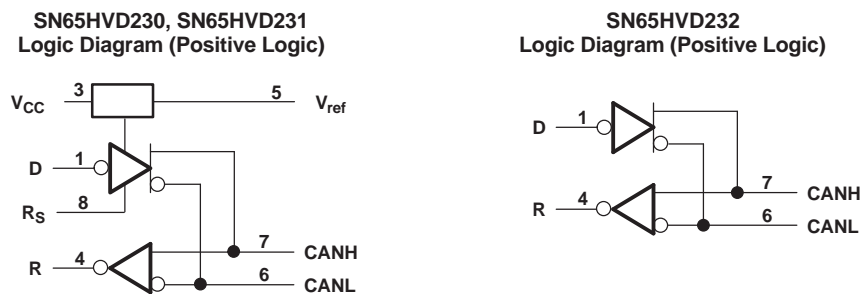 SN65HVD230, SN65HVD231
Logic Diagram (Positive Logic)
VCC 3 5 Vref
D 1
RS 8
R 4
7 CANH
6 CANL
SN65HVD232
Logic Diagram (Positive Logic)
D 1
R 4
7 CANH
6 CANL